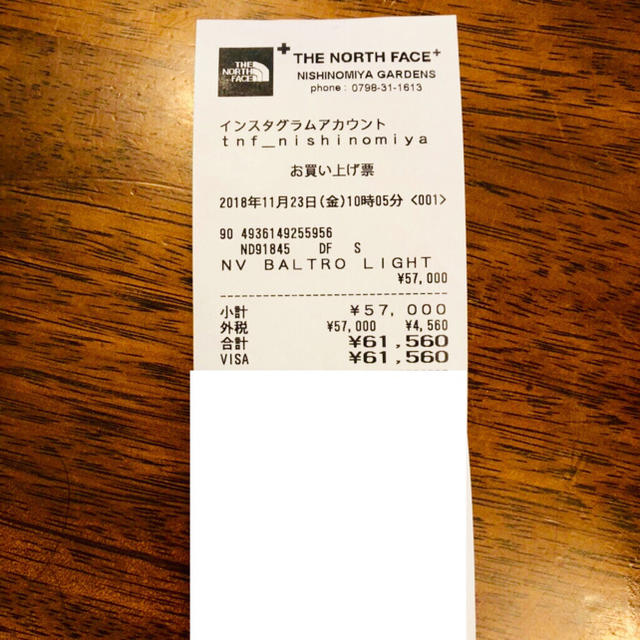 THE NORTH FACE
THE NORTH FACE+
NISHINOMIYA GARDENS
phone : 0798-31-1613
インスタグラムアカウント
tnf_nishinomiya
お買い上げ票
2018年11月23日(金)10時05分 <001>
90 4936149255956
ND91845 DF S
NV BALTRO LIGHT
¥57,000
小計 ¥57,000
外税 ¥57,000 ¥4,560
合計 ¥61,560
VISA ¥61,560